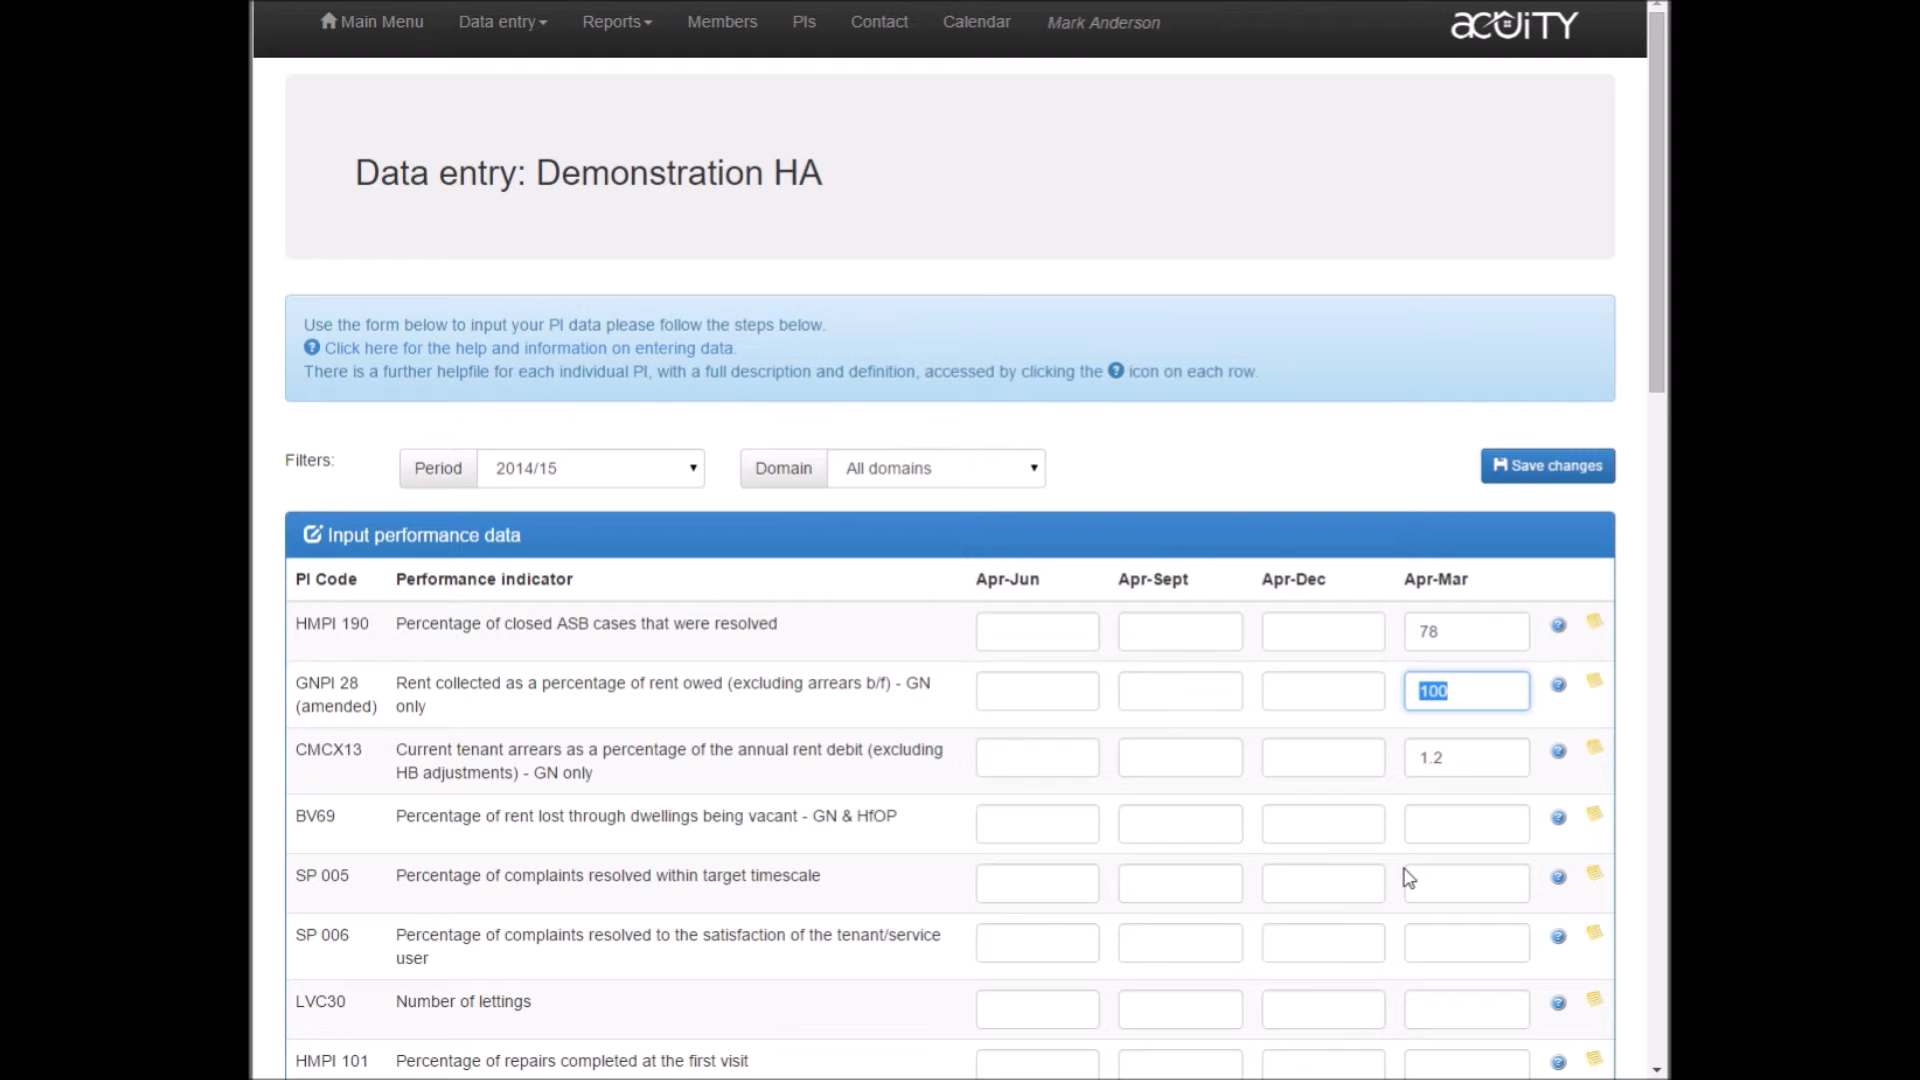 Main Menu Data entry Reports Members PIs Contact Calendar Mark Anderson acUiTY
Data entry: Demonstration HA
Use the form below to input your PI data please follow the steps below.
Click here for the help and information on entering data.
There is a further helpfile for each individual PI, with a full description and definition, accessed by clicking the ? icon on each row.
Filters: Period 2014/15 Domain All domains Save changes
Input performance data
PI Code Performance indicator Apr-Jun Apr-Sept Apr-Dec Apr-Mar
HMPI 190 Percentage of closed ASB cases that were resolved 78
GNPI 28 Rent collected as a percentage of rent owed (excluding arrears b/f) - GN 100
(amended) only
CMCX13 Current tenant arrears as a percentage of the annual rent debit (excluding 1.2
HB adjustments) - GN only
BV69 Percentage of rent lost through dwellings being vacant - GN & HfOP
SP 005 Percentage of complaints resolved within target timescale
SP 006 Percentage of complaints resolved to the satisfaction of the tenant/service
user
LVC30 Number of lettings
HMPI 101 Percentage of repairs completed at the first visit